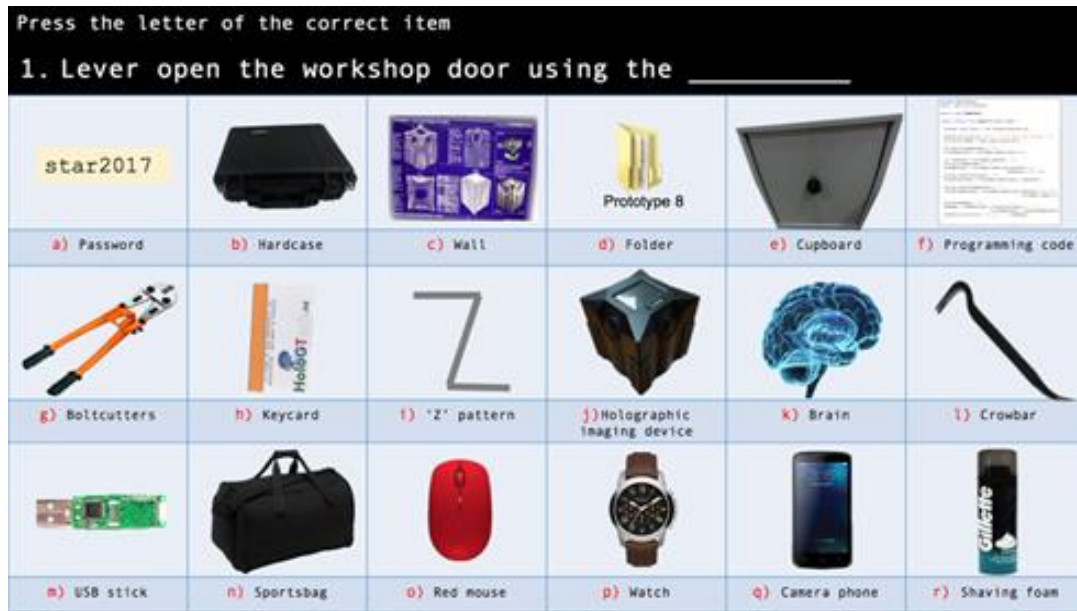 Press the letter of the correct item
1. Lever open the workshop door using the __________
star2017
Prototype 8
a) Password
b) Hardcase
c) Wall
d) Folder
e) Cupboard
f) Programming code
HoloGT
g) Boltcutters
h) Keycard
i) 'Z' pattern
j)Holographic
imaging device
k) Brain
l) Crowbar
Gillette
m) USB stick
n) Sportsbag
o) Red mouse
p) Watch
q) Camera phone
r) Shaving foam